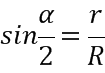 sin α/2 = r/R